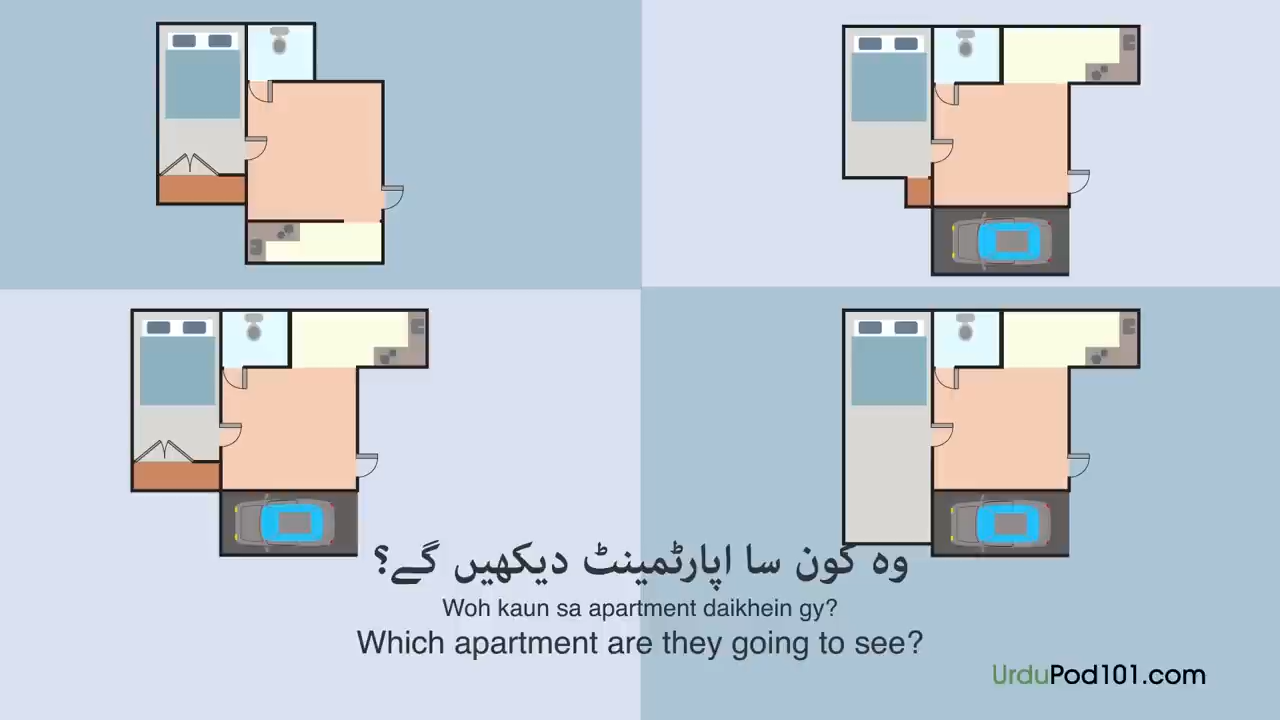 وہ کون سا اپارٹمینٹ دیکھیں گے؟
Woh kaun sa apartment daikhein gy?
Which apartment are they going to see?
UrduPod101.com